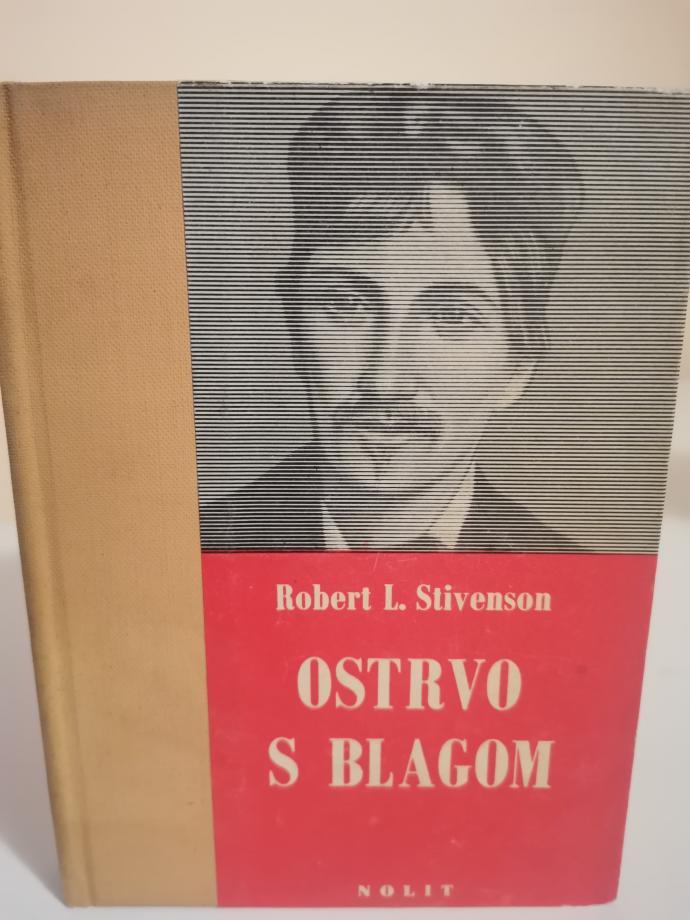 Robert L. Stivenson
OSTRVO
S BLAGOM
NOLIT